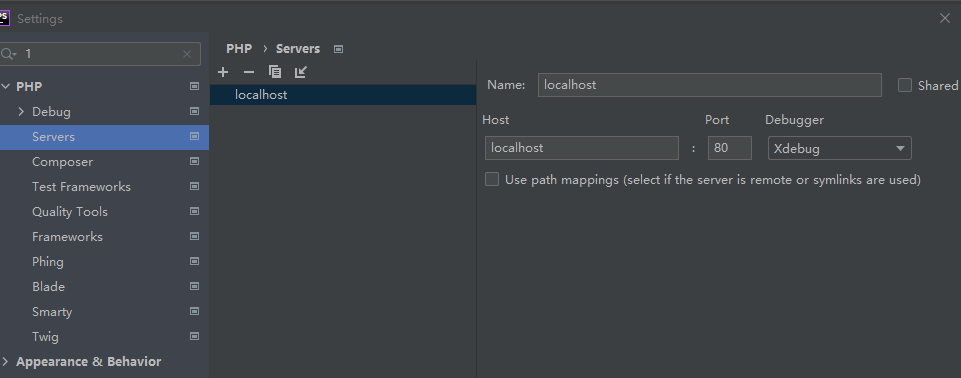 PS Settings
1
PHP
Debug
Servers
Composer
Test Frameworks
Quality Tools
Frameworks
Phing
Blade
Smarty
Twig
Appearance & Behavior
PHP › Servers
localhost
Name: localhost Shared
Host Port Debugger
localhost : 80 Xdebug
Use path mappings (select if the server is remote or symlinks are used)